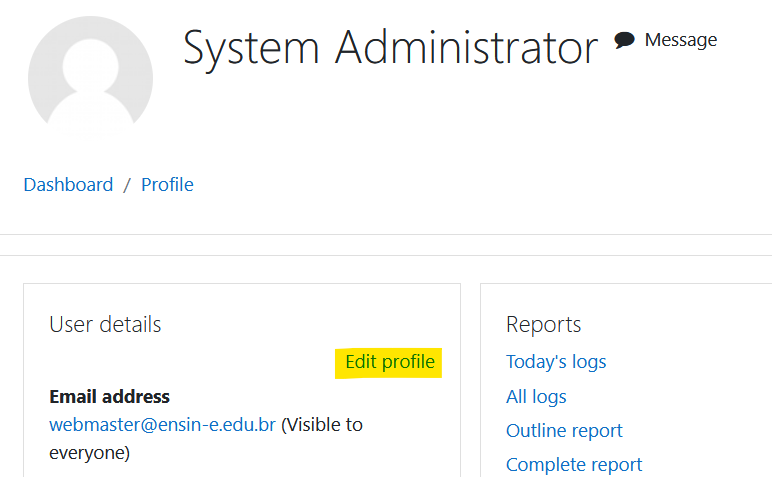 System Administrator Message
Dashboard / Profile
User details
Edit profile
Email address
webmaster@ensin-e.edu.br (Visible to
everyone)
Reports
Today's logs
All logs
Outline report
Complete report